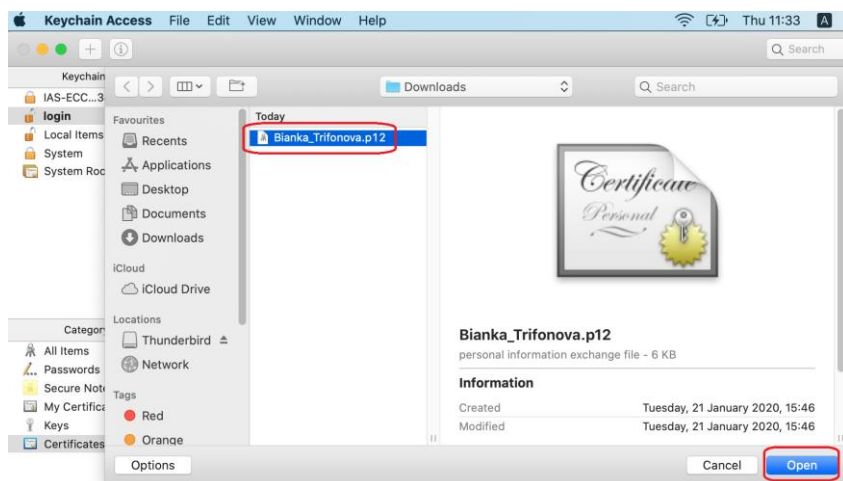 Keychain Access File Edit View Window Help Thu 11:33 A
Search
Keychain
IAS-ECC...3
login
Local Items
System
System Roo
Category
All Items
Passwords
Secure Note
My Certifica
Keys
Certificates
Downloads
Search
Favourites
Recents
Applications
Desktop
Documents
Downloads
iCloud
iCloud Drive
Locations
Thunderbird
Network
Tags
Red
Orange
Today
Bianka_Trifonova.p12
Certificate
Personal
Bianka_Trifonova.p12
personal information exchange file - 6 KB
Information
Created Tuesday, 21 January 2020, 15:46
Modified Tuesday, 21 January 2020, 15:46
Options Cancel Open